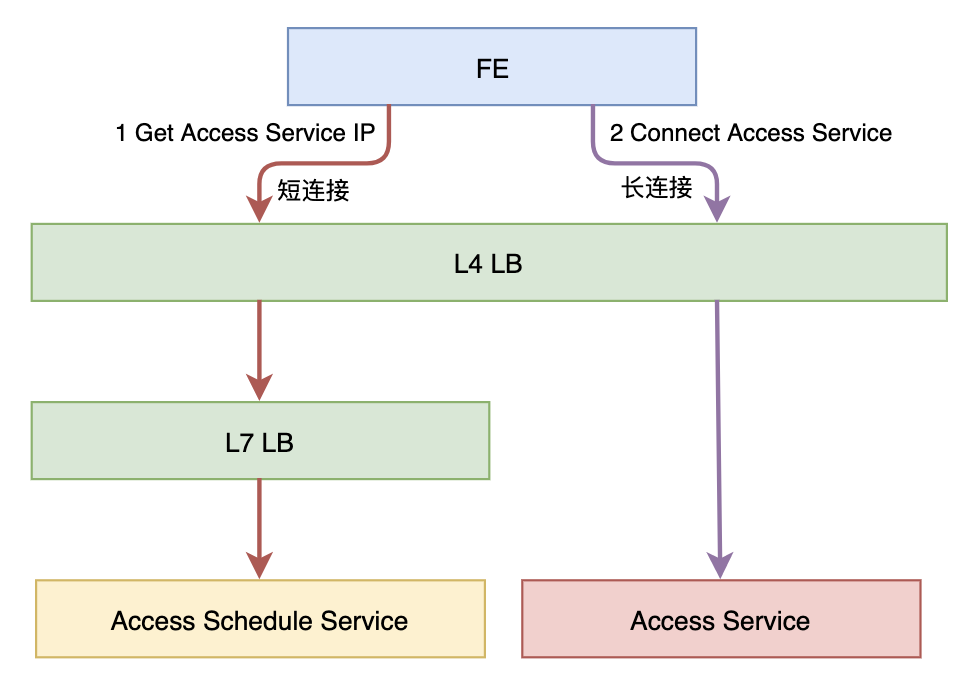 FE
1 Get Access Service IP
2 Connect Access Service
短连接
长连接
L4 LB
L7 LB
Access Schedule Service
Access Service